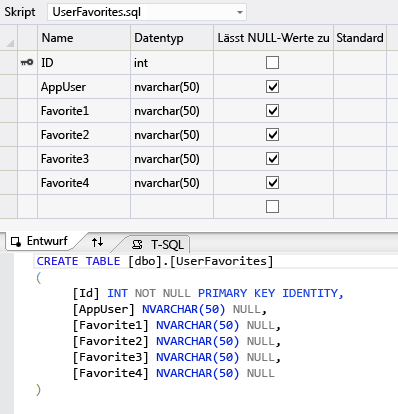 Skript UserFavorites.sql
Name Datentyp Lässt NULL-Werte zu Standard
ID int
AppUser nvarchar(50)
Favorite1 nvarchar(50)
Favorite2 nvarchar(50)
Favorite3 nvarchar(50)
Favorite4 nvarchar(50)
Entwurf T-SQL
CREATE TABLE [dbo].[UserFavorites]
(
[Id] INT NOT NULL PRIMARY KEY IDENTITY,
[AppUser] NVARCHAR(50) NULL,
[Favorite1] NVARCHAR(50) NULL,
[Favorite2] NVARCHAR(50) NULL,
[Favorite3] NVARCHAR(50) NULL,
[Favorite4] NVARCHAR(50) NULL
)